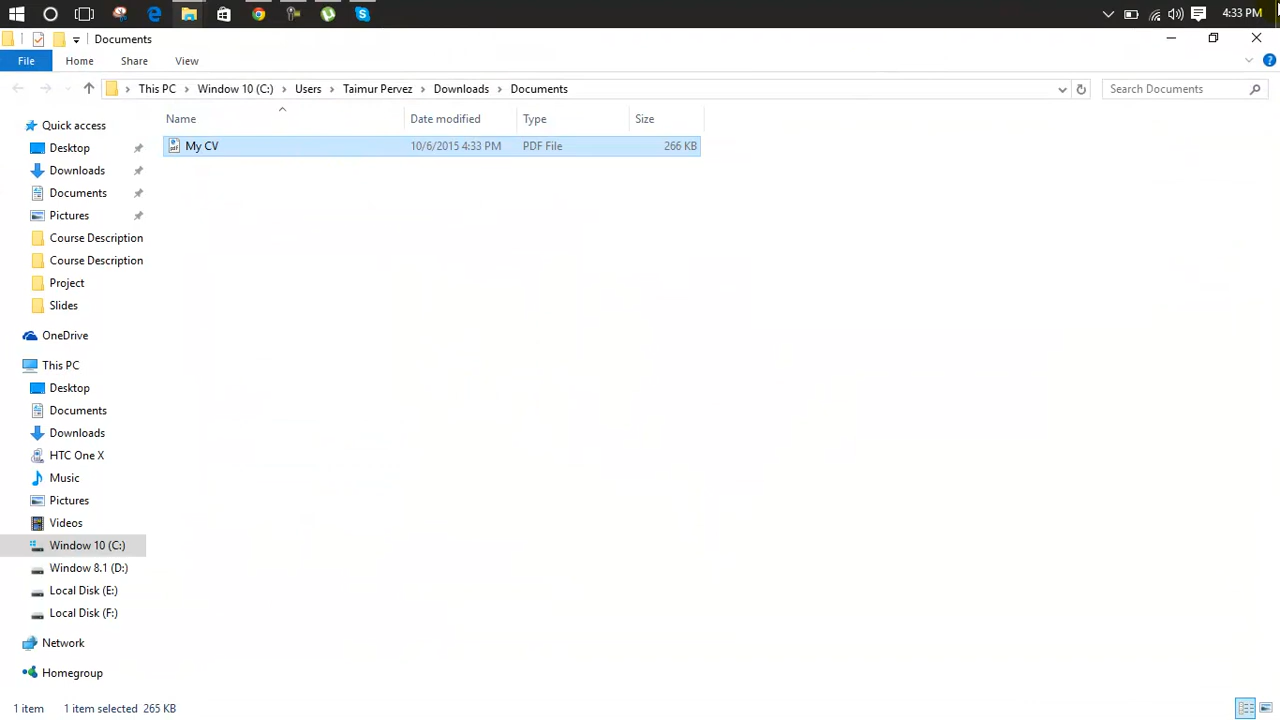 4:33 PM
Documents
File Home Share View
This PC Window 10 (C:) Users Taimur Pervez Downloads Documents Search Documents
Name Date modified Type Size
My CV 10/6/2015 4:33 PM PDF File 266 KB
Quick access
Desktop
Downloads
Documents
Pictures
Course Description
Course Description
Project
Slides
OneDrive
This PC
Desktop
Documents
Downloads
HTC One X
Music
Pictures
Videos
Window 10 (C:)
Window 8.1 (D:)
Local Disk (E:)
Local Disk (F:)
Network
Homegroup
1 item 1 item selected 265 KB